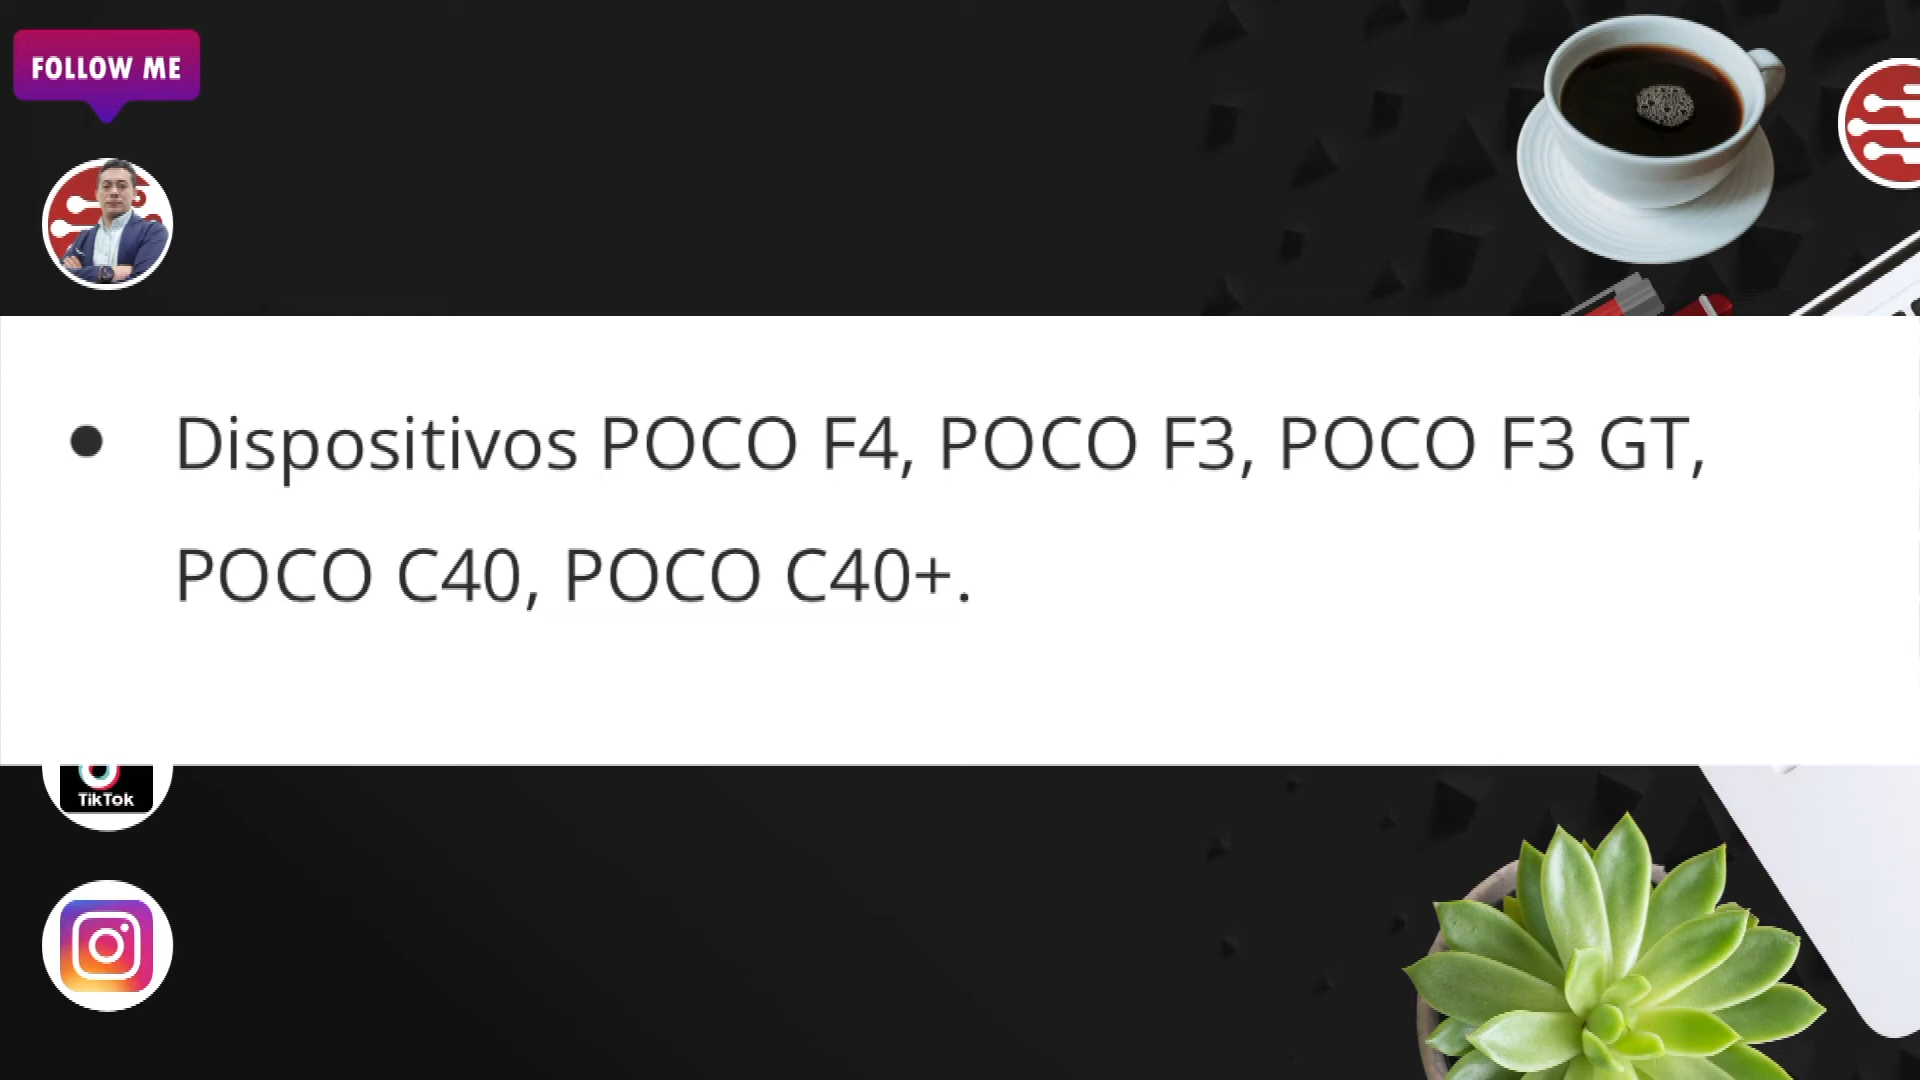 FOLLOW ME
Dispositivos POCO F4, POCO F3, POCO F3 GT,
POCO C40, POCO C40+.
TikTok